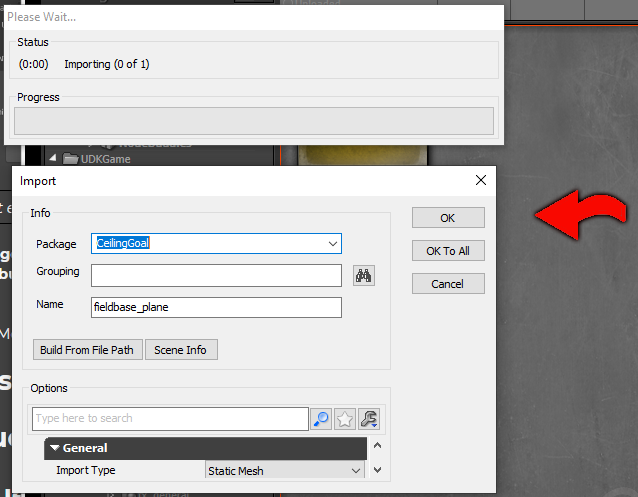 Please Wait...
Status
(0:00) Importing (0 of 1)
Progress
UDKGame
Import
Info
Package CeilingGoal
Grouping
Name fieldbase_plane
Build From File Path Scene Info
OK
OK To All
Cancel
Options
Type here to search
General
Import Type Static Mesh